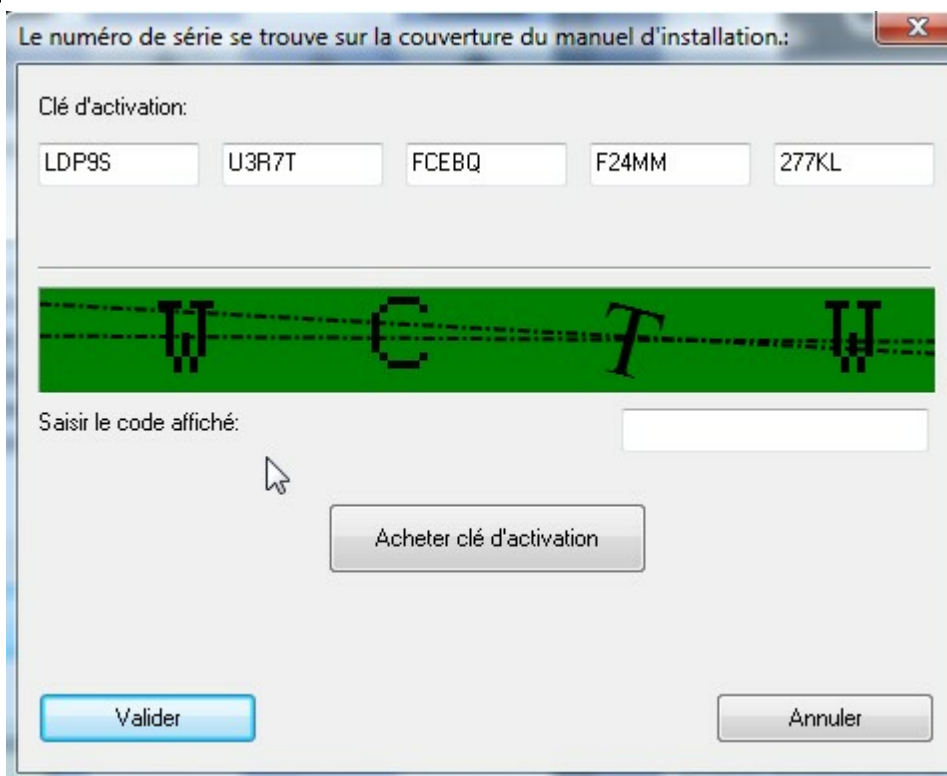 Le numéro de série se trouve sur la couverture du manuel d'installation.:
Clé d'activation:
LDP9S U3R7T FCEBQ F24MM 277KL
W C T W
Saisir le code affiché:
Acheter clé d'activation
Valider Annuler